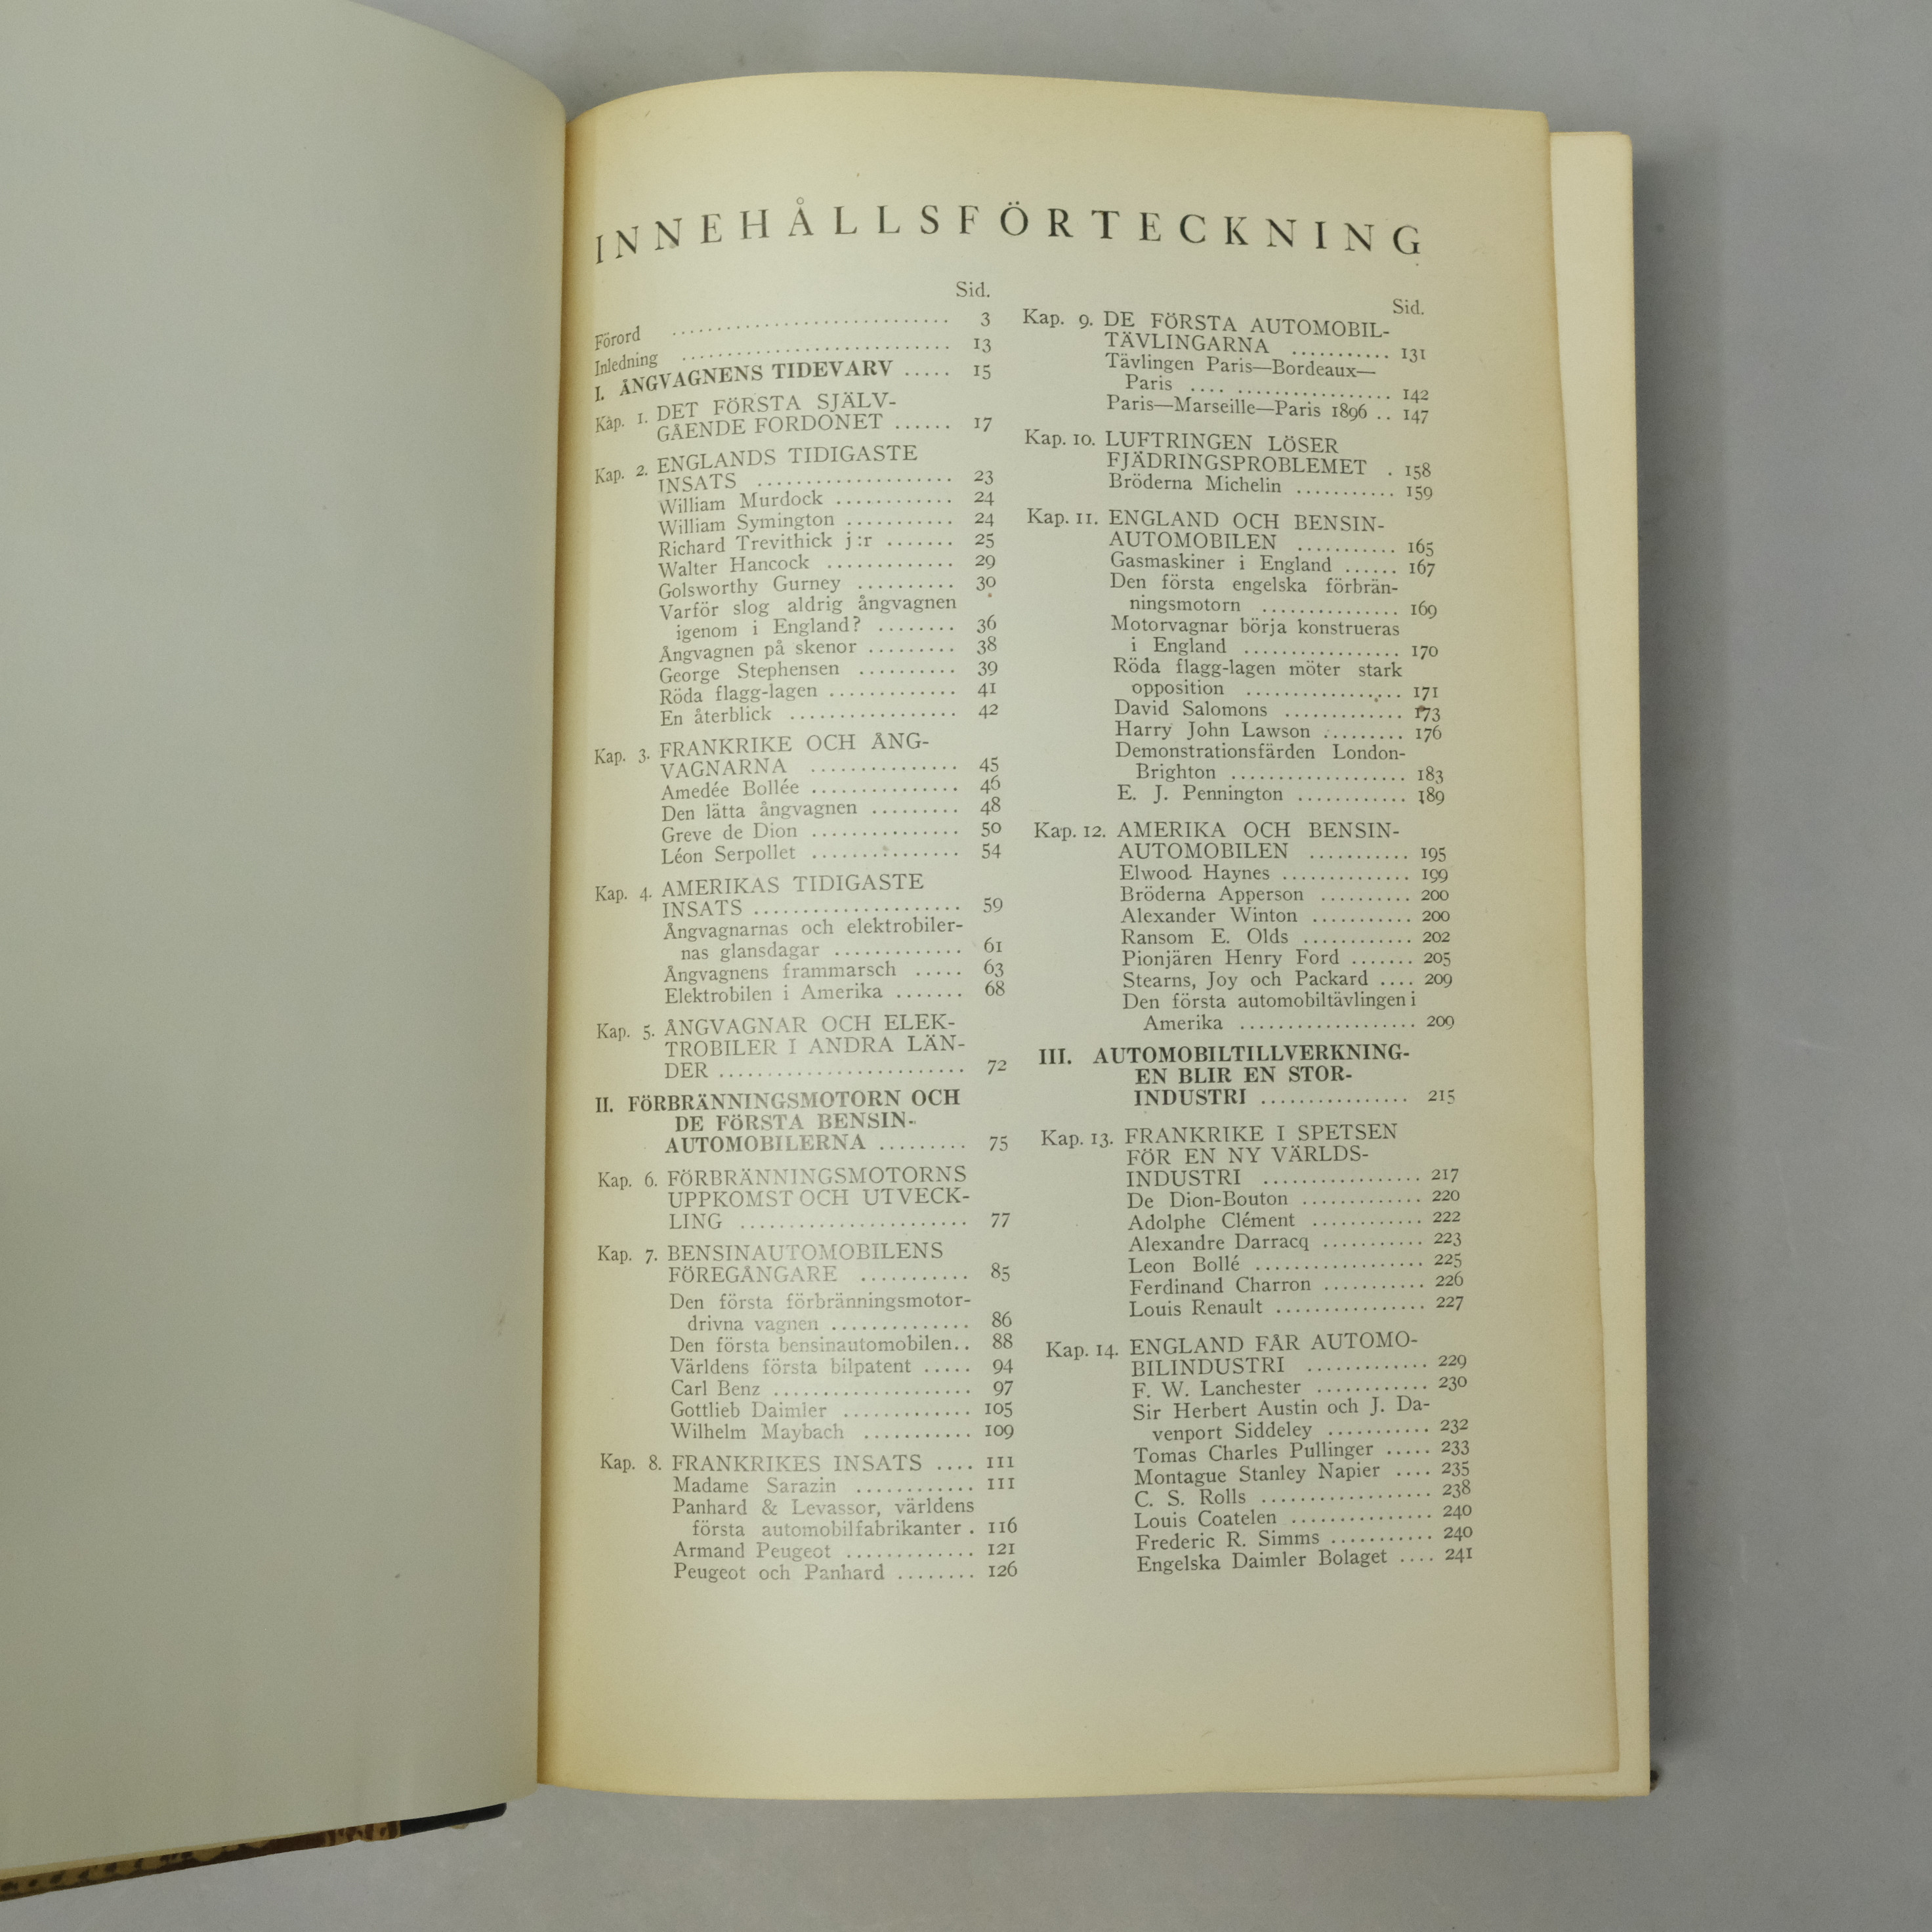 INNEHÅLLSFÖRTECKNING
Sid.
Förord .............................. 3
Inledning ............................ 13
I. ÅNGVAGNENS TIDEVARV ..... 15
Kap. 1. DET FÖRSTA SJÄLV-
GÅENDE FORDONET ...... 17
Kap. 2. ENGLANDS TIDIGASTE
INSATS .................... 23
William Murdock ............ 24
William Symington ........... 24
Richard Trevithick j:r ....... 25
Walter Hancock ............. 29
Golsworthy Gurney .......... 30
Varför slog aldrig ångvagnen
igenom i England? ........ 36
Ångvagnen på skenor ......... 38
George Stephensen .......... 39
Röda flagg-lagen ............. 41
En återblick ................. 42
Kap. 3. FRANKRIKE OCH ÅNG-
VAGNARNA ............... 45
Amedée Bollée ............... 46
Den lätta ångvagnen ......... 48
Greve de Dion ............... 50
Léon Serpollet ............... 54
Kap. 4. AMERIKAS TIDIGASTE
INSATS ..................... 59
Ångvagnarnas och elektrobiler-
nas glansdagar ............. 61
Ångvagnens frammarsch ..... 63
Elektrobilen i Amerika ....... 68
Kap. 5. ÅNGVAGNAR OCH ELEK-
TROBILER I ANDRA LÄN-
DER ......................... 72
II. FÖRBRÄNNINGSMOTORN OCH
DE FÖRSTA BENSIN-
AUTOMOBILERNA ......... 75
Kap. 6. FÖRBRÄNNINGSMOTORNS
UPPKOMST OCH UTVECK-
LING ....................... 77
Kap. 7. BENSINAUTOMOBILENS
FÖREGÅNGARE ........... 85
Den första förbränningsmotor-
drivna vagnen .............. 86
Den första bensinautomobilen.. 88
Världens första bilpatent ..... 94
Carl Benz .................... 97
Gottlieb Daimler ............. 105
Wilhelm Maybach ........... 109
Kap. 8. FRANKRIKES INSATS .... 111
Madame Sarazin ............ 111
Panhard & Levassor, världens
första automobilfabrikanter . 116
Armand Peugeot ............. 121
Peugeot och Panhard ........ 126
Sid.
Kap. 9. DE FÖRSTA AUTOMOBIL-
TÄVLINGARNA .......... 131
Tävlingen Paris—Bordeaux—
Paris .... ................ 142
Paris—Marseille—Paris 1896 .. 147
Kap. 10. LUFTRINGEN LÖSER
FJÄDRINGSPROBLEMET . 158
Bröderna Michelin .......... 159
Kap. 11. ENGLAND OCH BENSIN-
AUTOMOBILEN .......... 165
Gasmaskiner i England ...... 167
Den första engelska förbrän-
ningsmotorn .............. 169
Motorvagnar börja konstrueras
i England ................ 170
Röda flagg-lagen möter stark
opposition ................ 171
David Salomons ............. 173
Harry John Lawson ......... 176
Demonstrationsfärden London-
Brighton .................. 183
E. J. Pennington ........... 189
Kap. 12. AMERIKA OCH BENSIN-
AUTOMOBILEN ........... 195
Elwood Haynes ............. 199
Bröderna Apperson .......... 200
Alexander Winton ........... 200
Ransom E. Olds ............ 202
Pionjären Henry Ford ....... 205
Stearns, Joy och Packard .... 209
Den första automobiltävlingen i
Amerika ................... 209
III. AUTOMOBILTILLVERKNING-
EN BLIR EN STOR-
INDUSTRI ................ 215
Kap. 13. FRANKRIKE I SPETSEN
FÖR EN NY VÄRLDS-
INDUSTRI ................ 217
De Dion-Bouton ............ 220
Adolphe Clément ........... 222
Alexandre Darracq .......... 223
Leon Bollé ................. 225
Ferdinand Charron .......... 226
Louis Renault ............... 227
Kap. 14. ENGLAND FÅR AUTOMO-
BILINDUSTRI ............ 229
F. W. Lanchester ........... 230
Sir Herbert Austin och J. Da-
venport Siddeley .......... 232
Tomas Charles Pullinger ..... 233
Montague Stanley Napier .... 235
C. S. Rolls ................. 238
Louis Coatelen .............. 240
Frederic R. Simms .......... 240
Engelska Daimler Bolaget .... 241